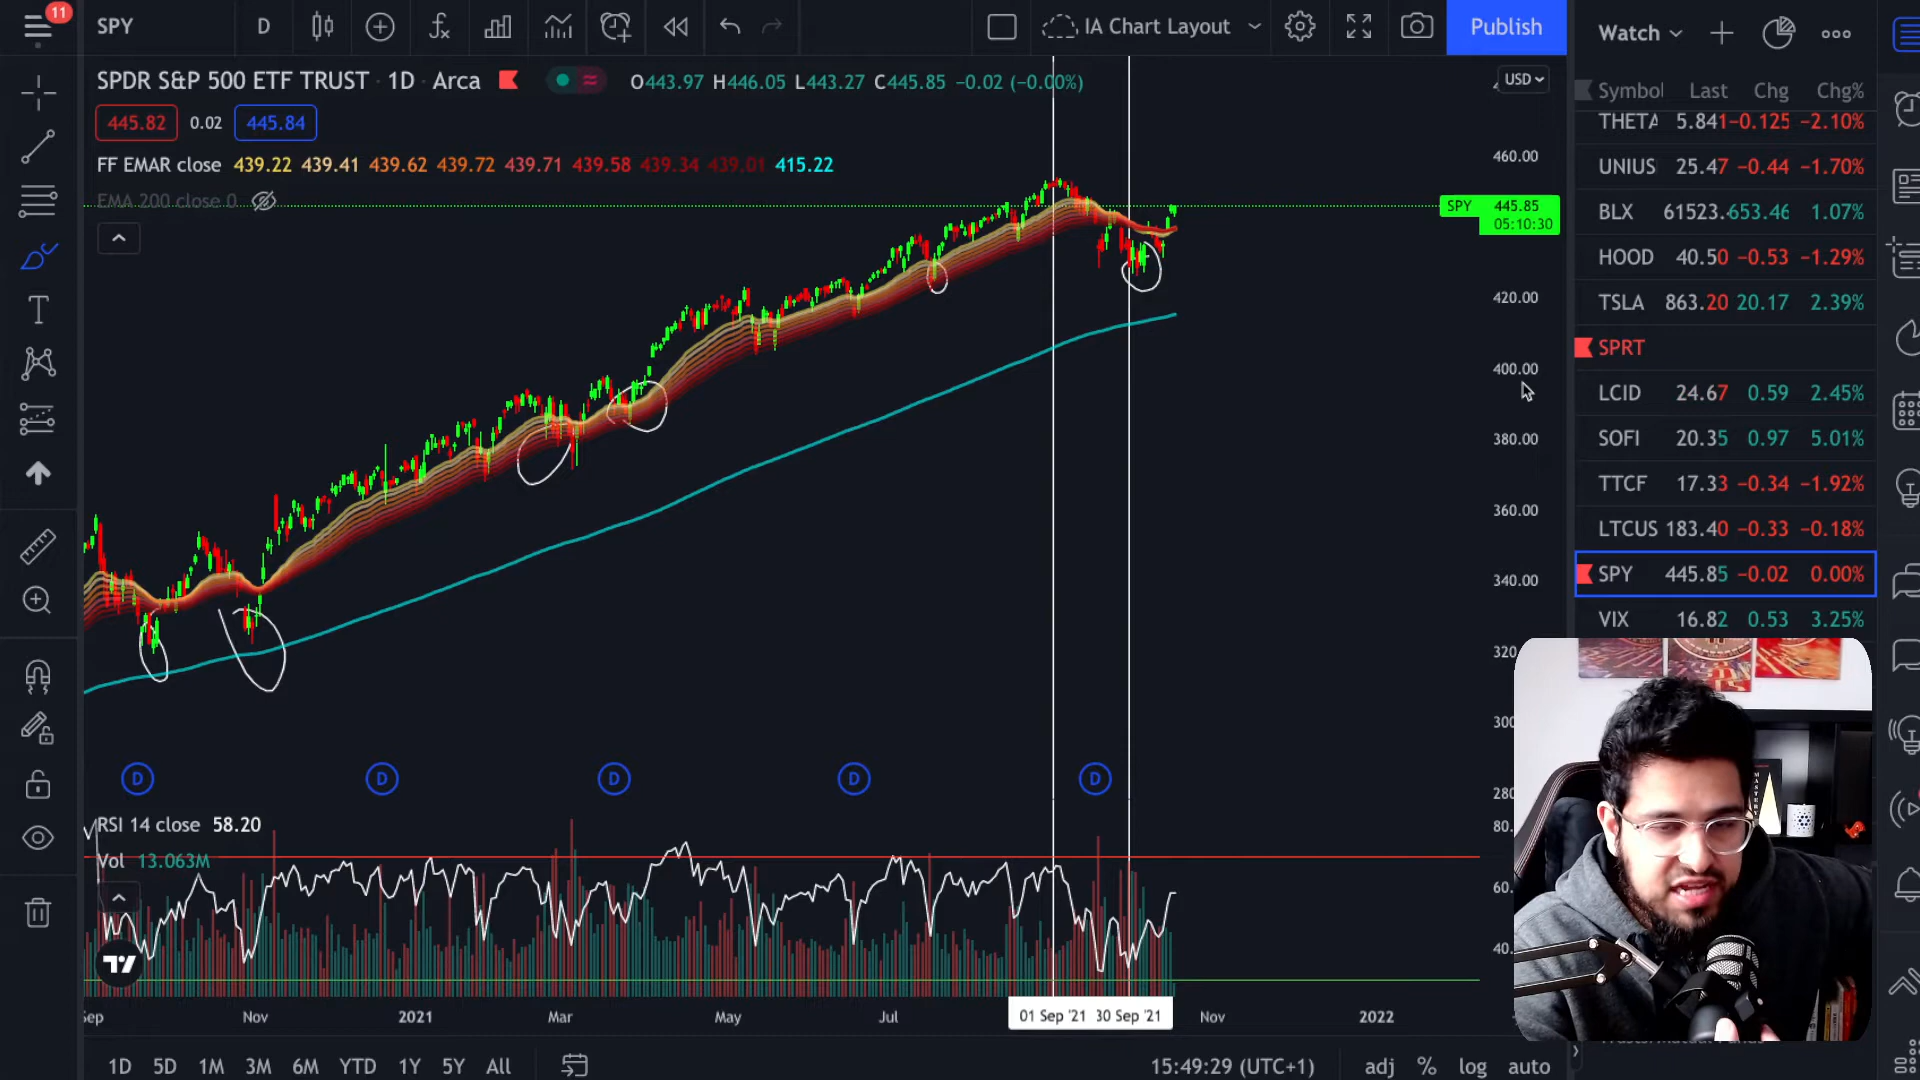 11
SPY D IA Chart Layout Publish Watch
SPDR S&P 500 ETF TRUST · 1D · Arca O443.97 H446.05 L443.27 C445.85 −0.02 (−0.00%)
USD
445.82 0.02 445.84
FF EMAR close 439.22 439.41 439.62 439.72 439.71 439.58 439.34 439.01 415.22
EMA 200 close 0
460.00
SPY 445.85
05:10:30
420.00
400.00
380.00
360.00
340.00
320
300
280
D D D D D
RSI 14 close 58.20
Vol 13.063M
80.
60.
40.
Sep Nov 2021 Mar May Jul 01 Sep '21 30 Sep '21 Nov 2022
1D 5D 1M 3M 6M YTD 1Y 5Y All 15:49:29 (UTC+1) adj % log auto
Symbol Last Chg Chg%
THETA 5.841 −0.125 −2.10%
UNIUS 25.47 −0.44 −1.70%
BLX 61523. 653.46 1.07%
HOOD 40.50 −0.53 −1.29%
TSLA 863.20 20.17 2.39%
SPRT
LCID 24.67 0.59 2.45%
SOFI 20.35 0.97 5.01%
TTCF 17.33 −0.34 −1.92%
LTCUS 183.40 −0.33 −0.18%
SPY 445.85 −0.02 0.00%
VIX 16.82 0.53 3.25%
MASTERY